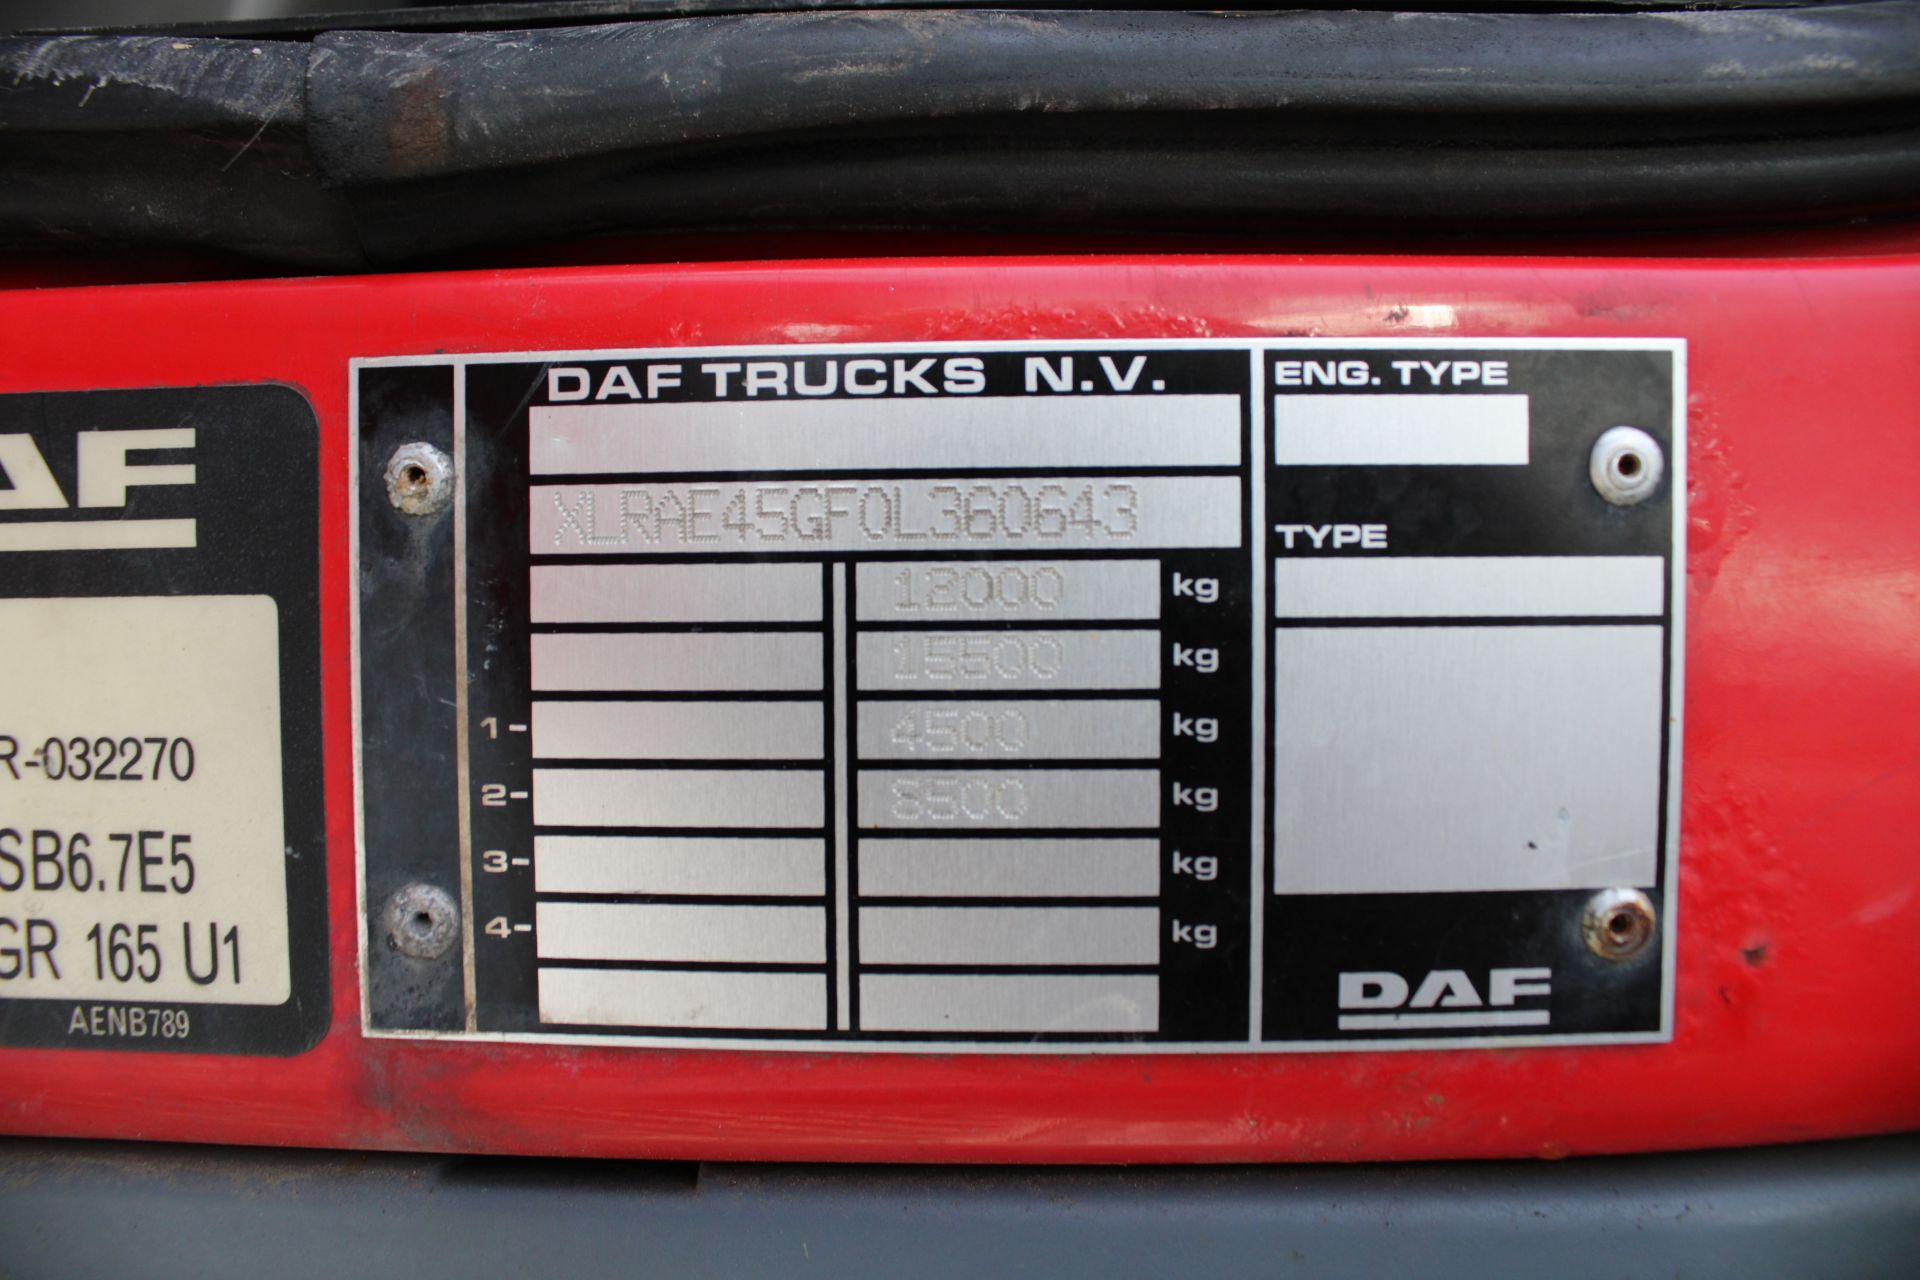 DAF TRUCKS N.V.
XLRAE45GF0L360643
12000 kg
15500 kg
1- 4500 kg
2- 8500 kg
3- kg
4- kg
ENG. TYPE
TYPE
DAF
AF
R-032270
SB6.7E5
GR 165 U1
AENB789